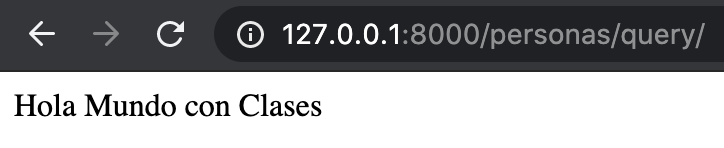 127.0.0.1:8000/personas/query/
Hola Mundo con Clases